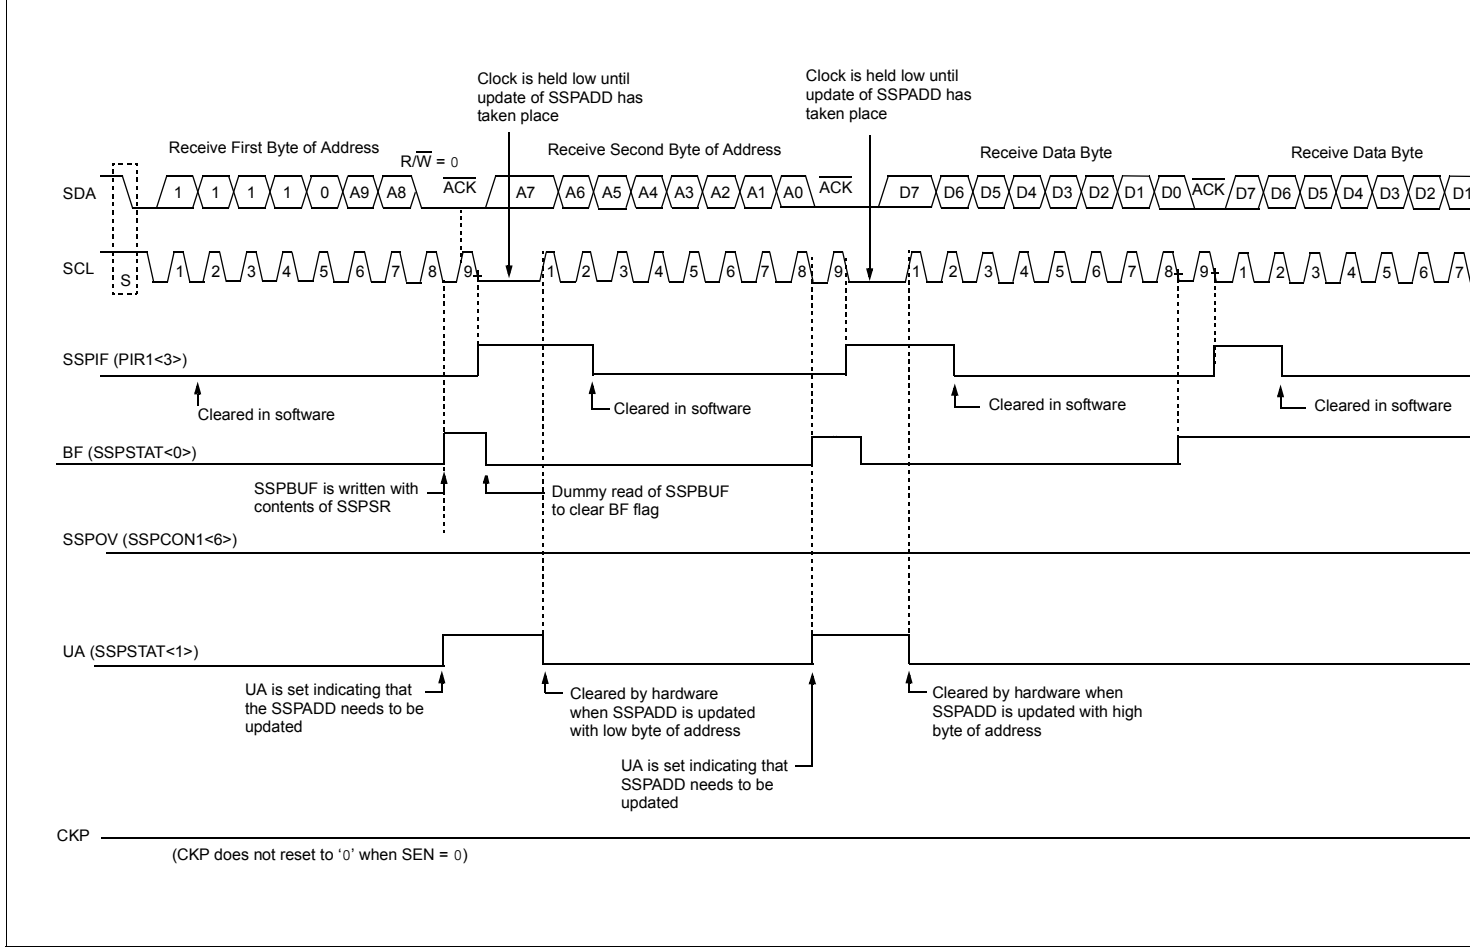 Clock is held low until
update of SSPADD has
taken place
Clock is held low until
update of SSPADD has
taken place
Receive First Byte of Address
R/W = 0
Receive Second Byte of Address
Receive Data Byte
Receive Data Byte
SDA
1 1 1 1 0 A9 A8 ACK A7 A6 A5 A4 A3 A2 A1 A0 ACK D7 D6 D5 D4 D3 D2 D1 D0 ACK D7 D6 D5 D4 D3 D2 D1
SCL
S 1 2 3 4 5 6 7 8 9 1 2 3 4 5 6 7 8 9 1 2 3 4 5 6 7 8 9 1 2 3 4 5 6 7
SSPIF (PIR1<3>)
Cleared in software
Cleared in software
Cleared in software
Cleared in software
BF (SSPSTAT<0>)
SSPBUF is written with
contents of SSPSR
Dummy read of SSPBUF
to clear BF flag
SSPOV (SSPCON1<6>)
UA (SSPSTAT<1>)
UA is set indicating that
the SSPADD needs to be
updated
Cleared by hardware
when SSPADD is updated
with low byte of address
Cleared by hardware when
SSPADD is updated with high
byte of address
UA is set indicating that
SSPADD needs to be
updated
CKP
(CKP does not reset to ‘0’ when SEN = 0)